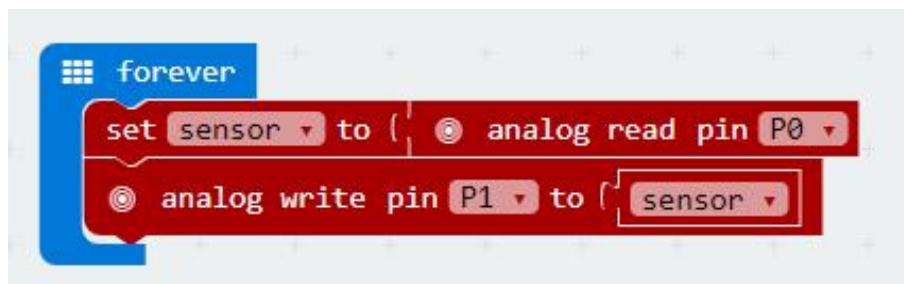 forever
set sensor to analog read pin P0
analog write pin P1 to sensor